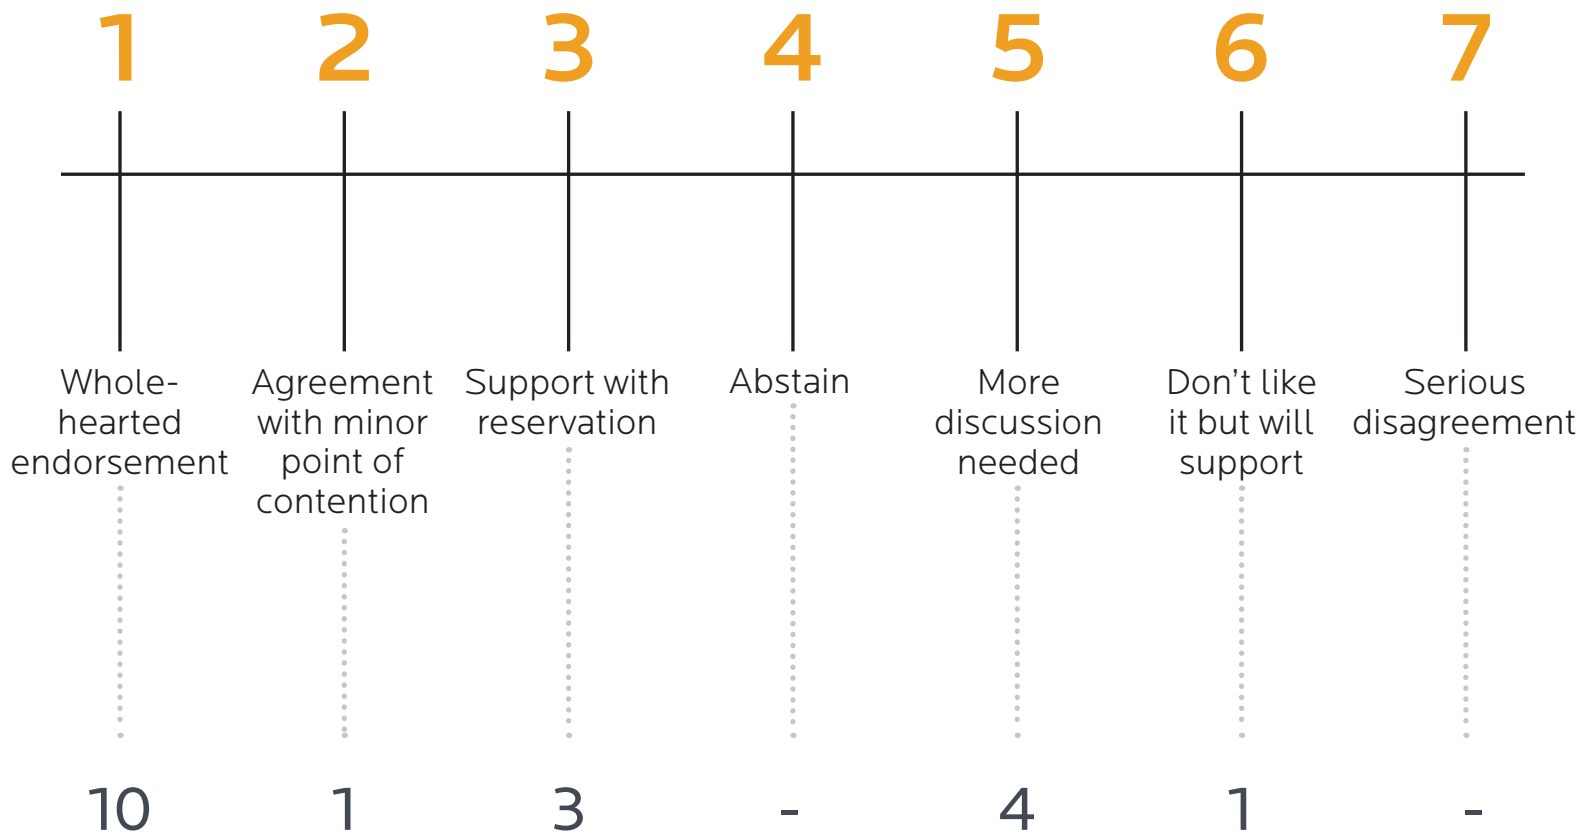 1 2 3 4 5 6 7
Whole-
hearted
endorsement
Agreement
with minor
point of
contention
Support with
reservation
Abstain
More
discussion
needed
Don’t like
it but will
support
Serious
disagreement
10 1 3 - 4 1 -